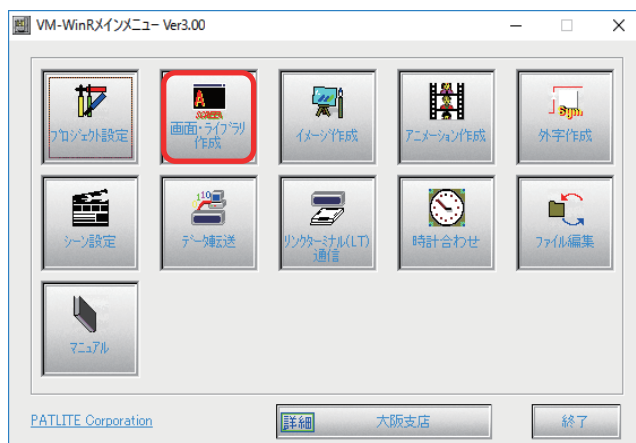 VM-WinRメインメニュー Ver3.00
プロジェクト設定
A
SCREEN
画面・ライブラリ
作成
イメージ作成
アニメーション作成
Sym.
外字作成
シーン設定
110
データ転送
リンクターミナル(LT)
通信
時計合わせ
ファイル編集
マニュアル
PATLITE Corporation
詳細
大阪支店
終了